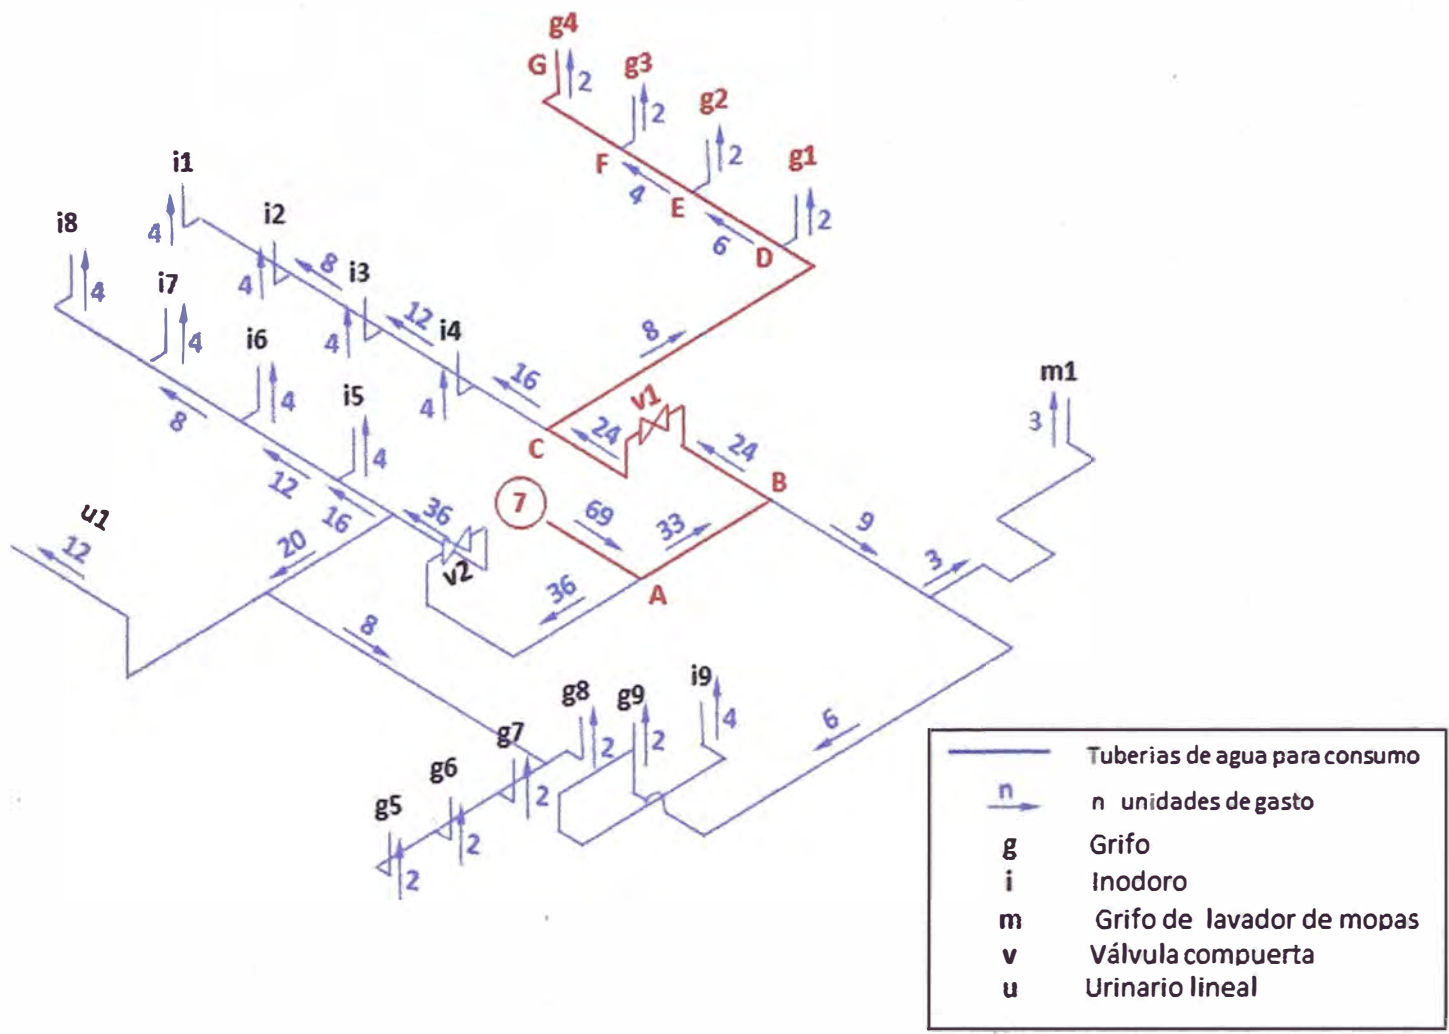 g4
G
2
g3
2
g2
2
g1
2
F
4
E
6
D
i1
4
i2
4
8
i3
4
12
i4
4
16
i8
4
i7
4
i6
4
i5
4
8
12
16
36
v2
8
v1
24
C
24
B
7
69
33
A
36
9
3
m1
3
u1
12
20
8
6
g8
2
g9
2
i9
4
g7
2
g6
2
g5
2
Tuberias de agua para consumo
n n unidades de gasto
g Grifo
i Inodoro
m Grifo de lavador de mopas
v Válvula compuerta
u Urinario lineal